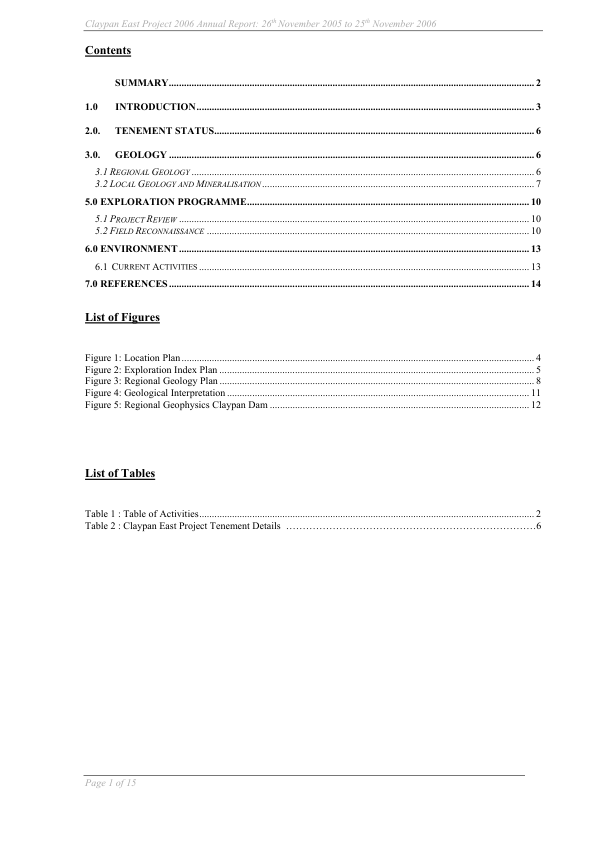 Claypan East Project 2006 Annual Report: 26th November 2005 to 25th November 2006
Contents
SUMMARY........................................................................ 2
1.0 INTRODUCTION........................................................................ 3
2.0. TENEMENT STATUS........................................................................ 6
3.0. GEOLOGY ........................................................................ 6
3.1 REGIONAL GEOLOGY ........................................................................ 6
3.2 LOCAL GEOLOGY AND MINERALISATION........................................................................ 7
5.0 EXPLORATION PROGRAMME........................................................................ 10
5.1 PROJECT REVIEW ........................................................................ 10
5.2 FIELD RECONNAISSANCE ........................................................................ 10
6.0 ENVIRONMENT ........................................................................ 13
6.1 CURRENT ACTIVITIES ........................................................................ 13
7.0 REFERENCES ........................................................................ 14
List of Figures
Figure 1: Location Plan ........................................................................ 4
Figure 2: Exploration Index Plan ........................................................................ 5
Figure 3: Regional Geology Plan ........................................................................ 8
Figure 4: Geological Interpretation ........................................................................ 11
Figure 5: Regional Geophysics Claypan Dam ........................................................................ 12
List of Tables
Table 1 : Table of Activities........................................................................ 2
Table 2 : Claypan East Project Tenement Details ……………………………………………………………………6
Page 1 of 15